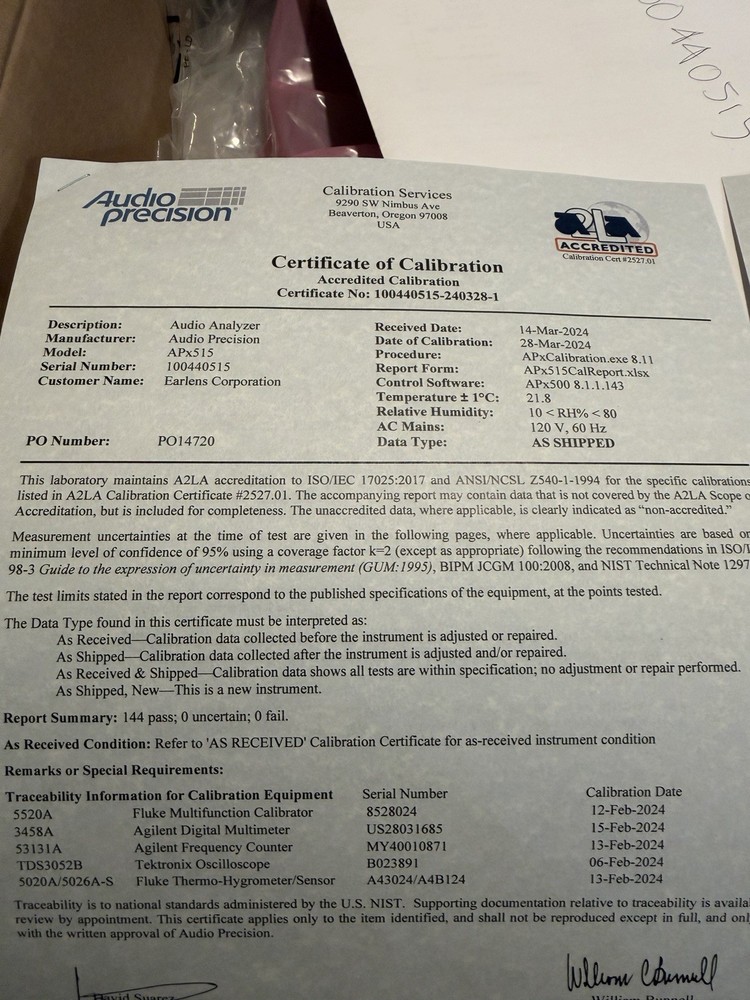 0440515
Audio
precision
Calibration Services
9290 SW Nimbus Ave
Beaverton, Oregon 97008
USA
A2LA
ACCREDITED
Calibration Cert #2527.01
Certificate of Calibration
Accredited Calibration
Certificate No: 100440515-240328-1
Description: Audio Analyzer
Manufacturer: Audio Precision
Model: APx515
Serial Number: 100440515
Customer Name: Earlens Corporation
PO Number: PO14720
Received Date: 14-Mar-2024
Date of Calibration: 28-Mar-2024
Procedure: APxCalibration.exe 8.11
Report Form: APx515CalReport.xlsx
Control Software: APx500 8.1.1.143
Temperature ± 1°C: 21.8
Relative Humidity: 10 < RH% < 80
AC Mains: 120 V, 60 Hz
Data Type: AS SHIPPED
This laboratory maintains A2LA accreditation to ISO/IEC 17025:2017 and ANSI/NCSL Z540-1-1994 for the specific calibrations
listed in A2LA Calibration Certificate #2527.01. The accompanying report may contain data that is not covered by the A2LA Scope
Accreditation, but is included for completeness. The unaccredited data, where applicable, is clearly indicated as “non-accredited.”
Measurement uncertainties at the time of test are given in the following pages, where applicable. Uncertainties are based
minimum level of confidence of 95% using a coverage factor k=2 (except as appropriate) following the recommendations in ISO/
98-3 Guide to the expression of uncertainty in measurement (GUM:1995), BIPM JCGM 100:2008, and NIST Technical Note 1297
The test limits stated in the report correspond to the published specifications of the equipment, at the points tested.
The Data Type found in this certificate must be interpreted as:
As Received—Calibration data collected before the instrument is adjusted or repaired.
As Shipped—Calibration data collected after the instrument is adjusted and/or repaired.
As Received & Shipped—Calibration data shows all tests are within specification; no adjustment or repair performed.
As Shipped, New—This is a new instrument.
Report Summary: 144 pass; 0 uncertain; 0 fail.
As Received Condition: Refer to 'AS RECEIVED' Calibration Certificate for as-received instrument condition
Remarks or Special Requirements:
Traceability Information for Calibration Equipment Serial Number Calibration Date
5520A Fluke Multifunction Calibrator 8528024 12-Feb-2024
3458A Agilent Digital Multimeter US28031685 15-Feb-2024
53131A Agilent Frequency Counter MY40010871 13-Feb-2024
TDS3052B Tektronix Oscilloscope B023891 06-Feb-2024
5020A/5026A-S Fluke Thermo-Hygrometer/Sensor A43024/A4B124 13-Feb-2024
Traceability is to national standards administered by the U.S. NIST. Supporting documentation relative to traceability is
review by appointment. This certificate applies only to the item identified, and shall not be reproduced except in full, and
with the written approval of Audio Precision.
David Suarez
William